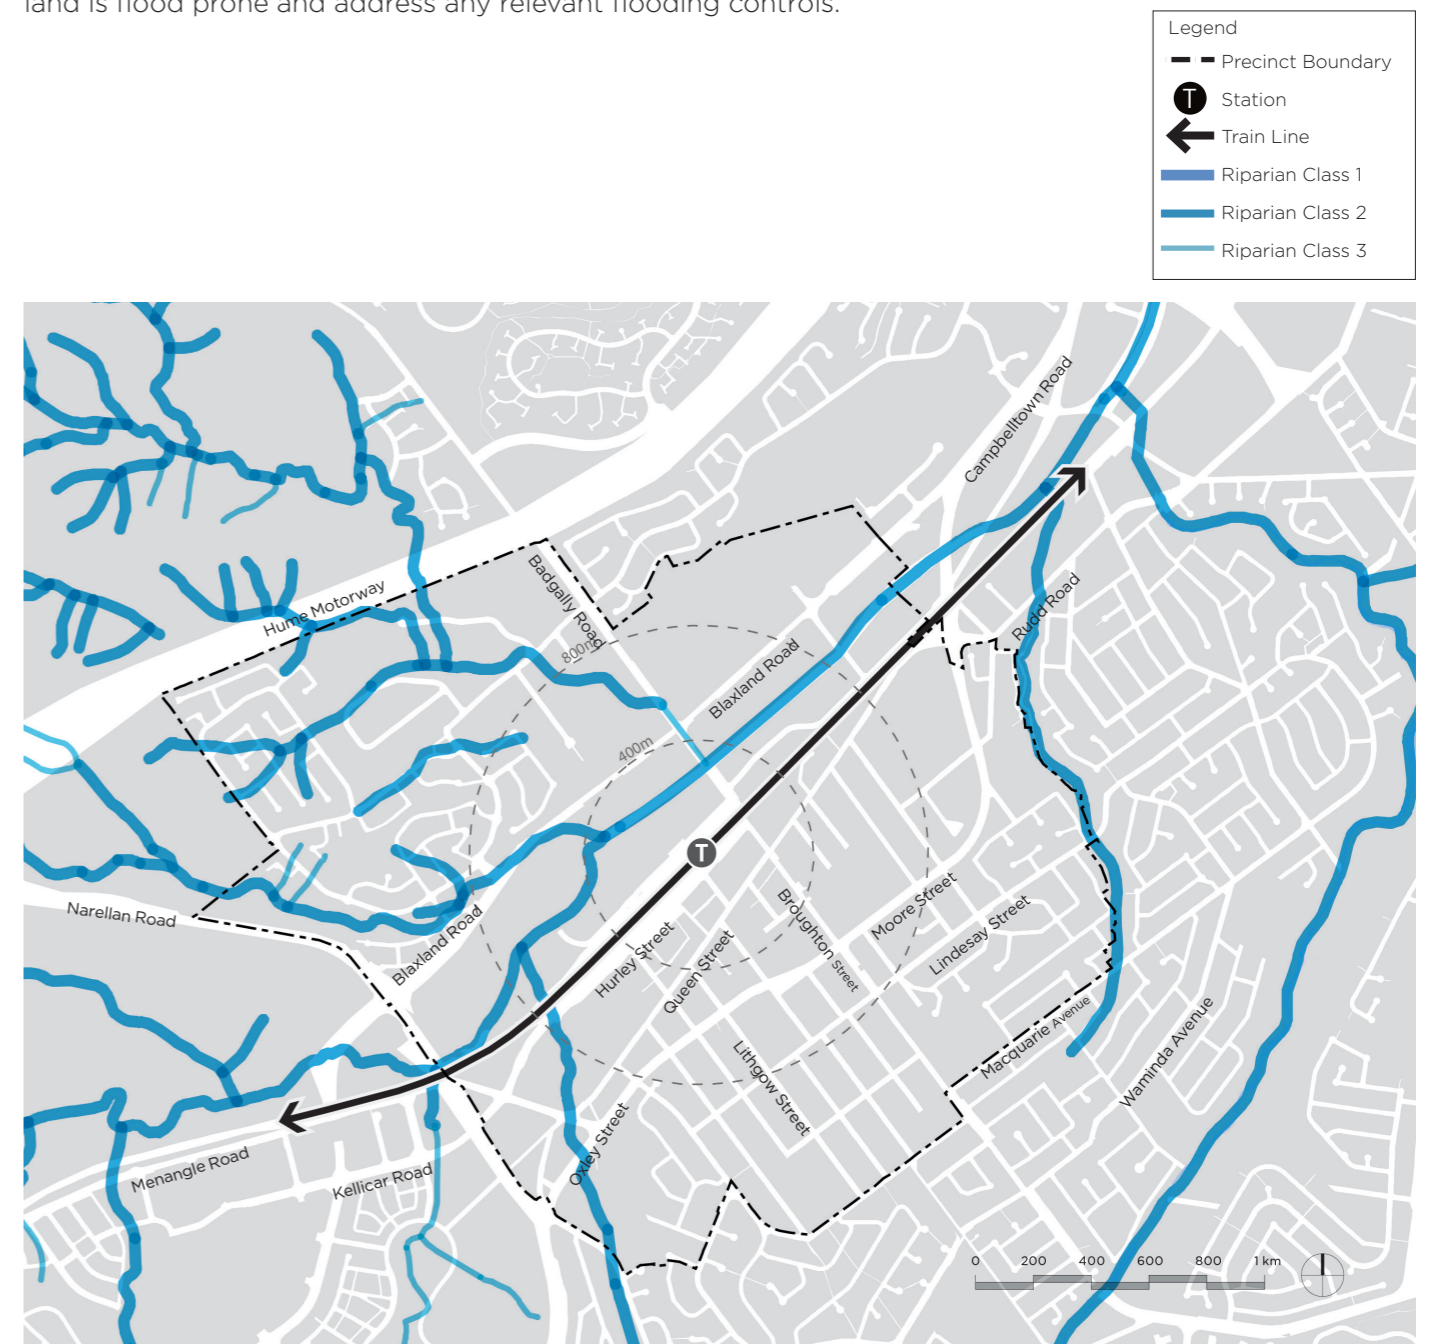 land is flood prone and address any relevant flooding controls.
Legend
Precinct Boundary
T Station
Train Line
Riparian Class 1
Riparian Class 2
Riparian Class 3
Campbelltown Road
Badgally Road
Hume Motorway
Rudd Road
800m
Blaxland Road
400m
T
Narellan Road
Blaxland Road
Hurley Street
Queen Street
Broughton Street
Moore Street
Lindesay Street
Macquarie Avenue
Waminda Avenue
Lithgow Street
Oxley Street
Menangle Road
Kellicar Road
0 200 400 600 800 1 km